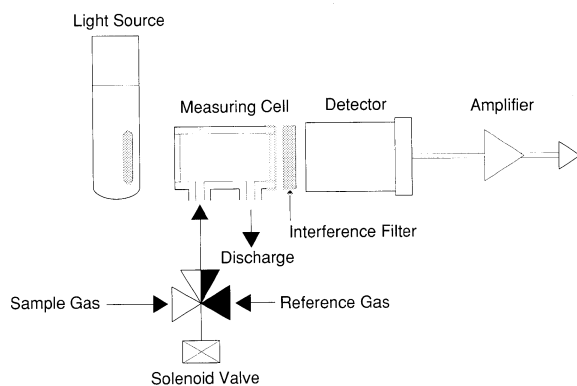 Light Source
Measuring Cell
Detector
Amplifier
Interference Filter
Discharge
Sample Gas
Reference Gas
Solenoid Valve